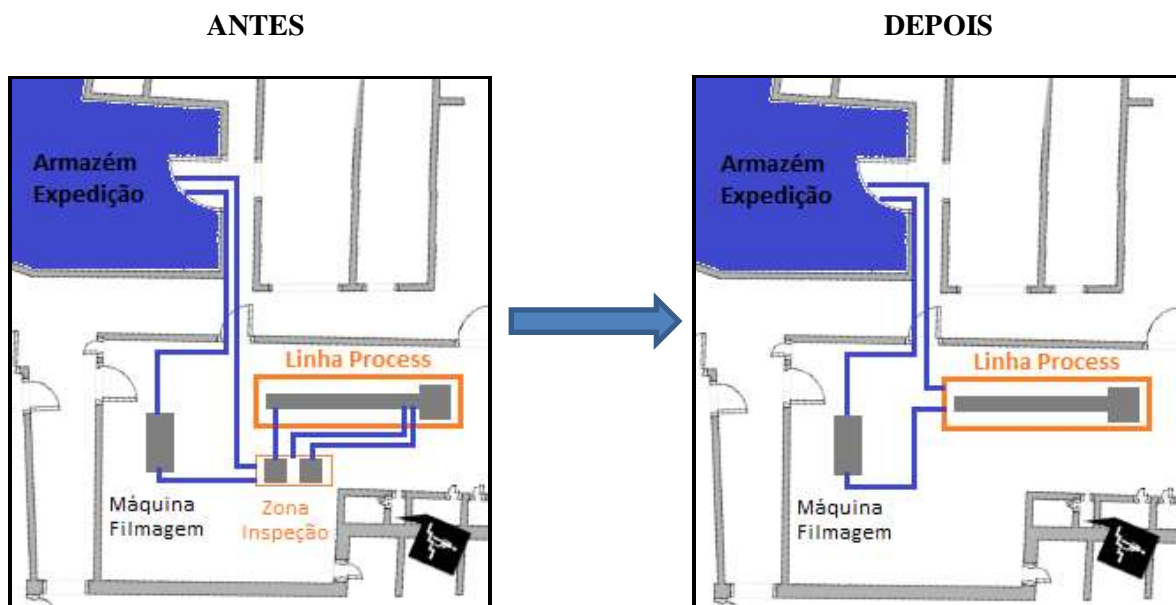 ANTES
DEPOIS
Armazém
Expedição
Linha Process
Máquina
Filmagem
Zona
Inspeção
Armazém
Expedição
Linha Process
Máquina
Filmagem